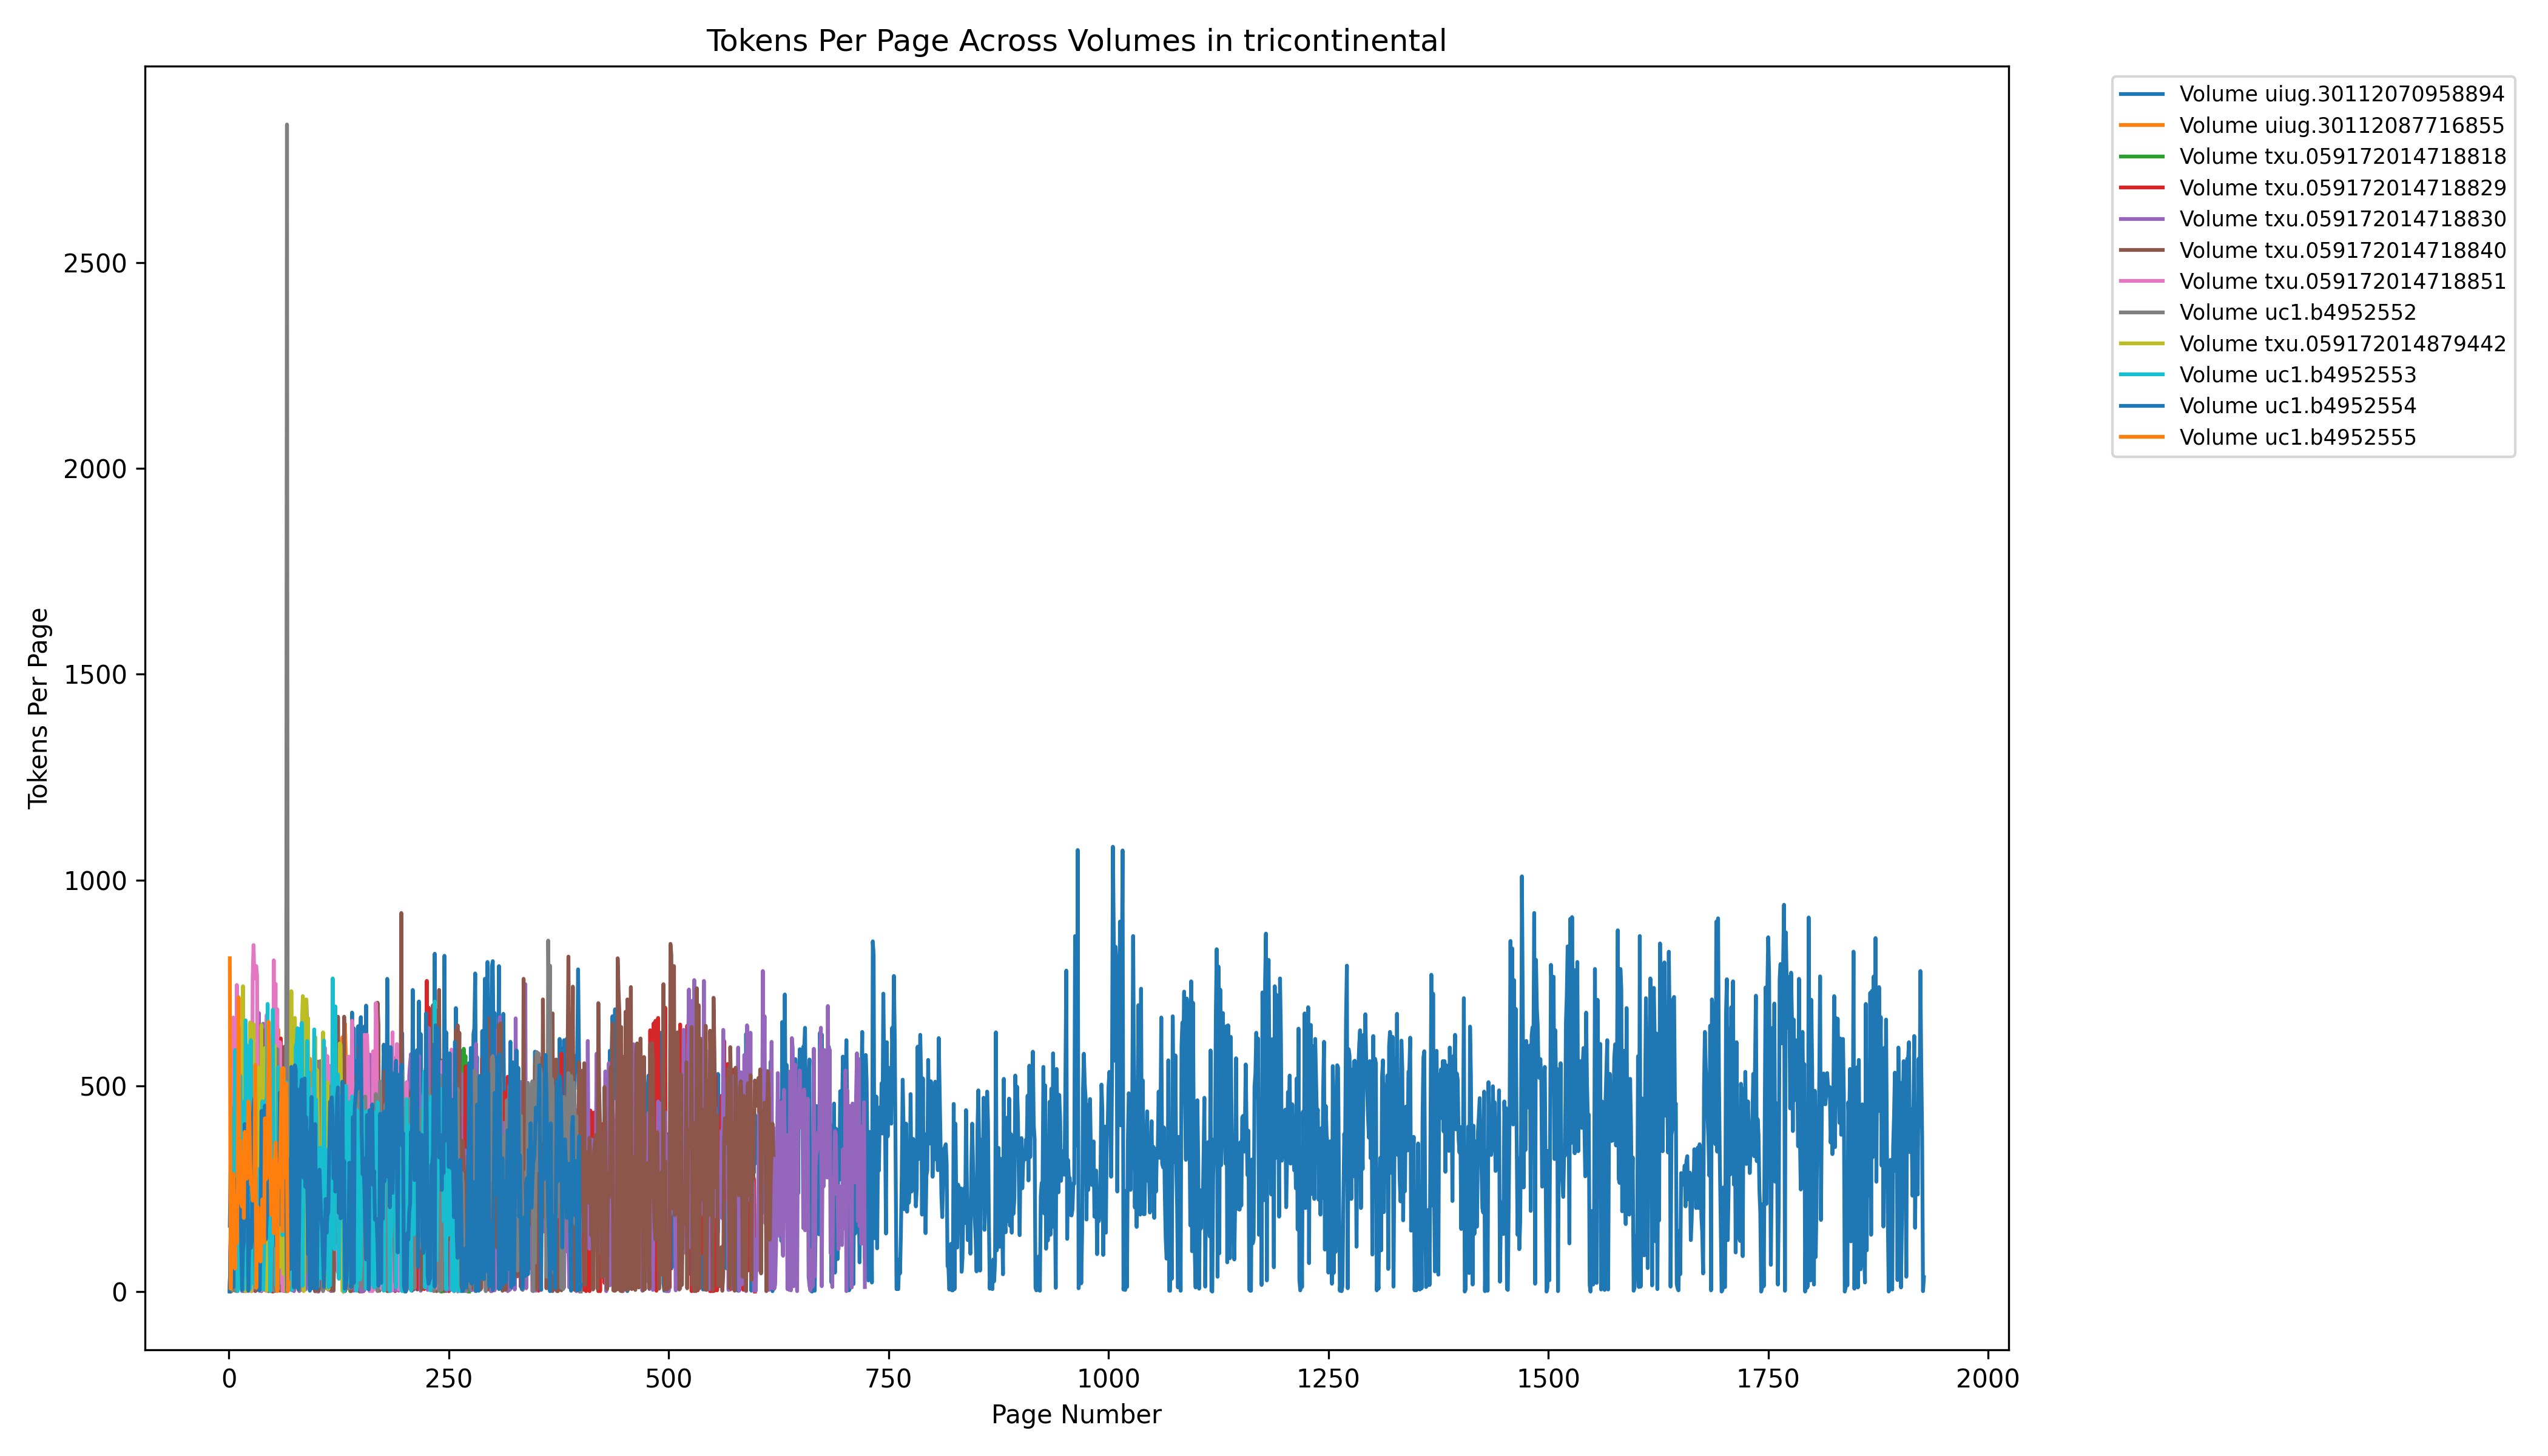 Tokens Per Page Across Volumes in tricontinental
Tokens Per Page
2500
2000
1500
1000
500
0
0 250 500 750 1000 1250 1500 1750 2000
Page Number
Volume uiug.30112070958894
Volume uiug.30112087716855
Volume txu.059172014718818
Volume txu.059172014718829
Volume txu.059172014718830
Volume txu.059172014718840
Volume txu.059172014718851
Volume uc1.b4952552
Volume txu.059172014879442
Volume uc1.b4952553
Volume uc1.b4952554
Volume uc1.b4952555